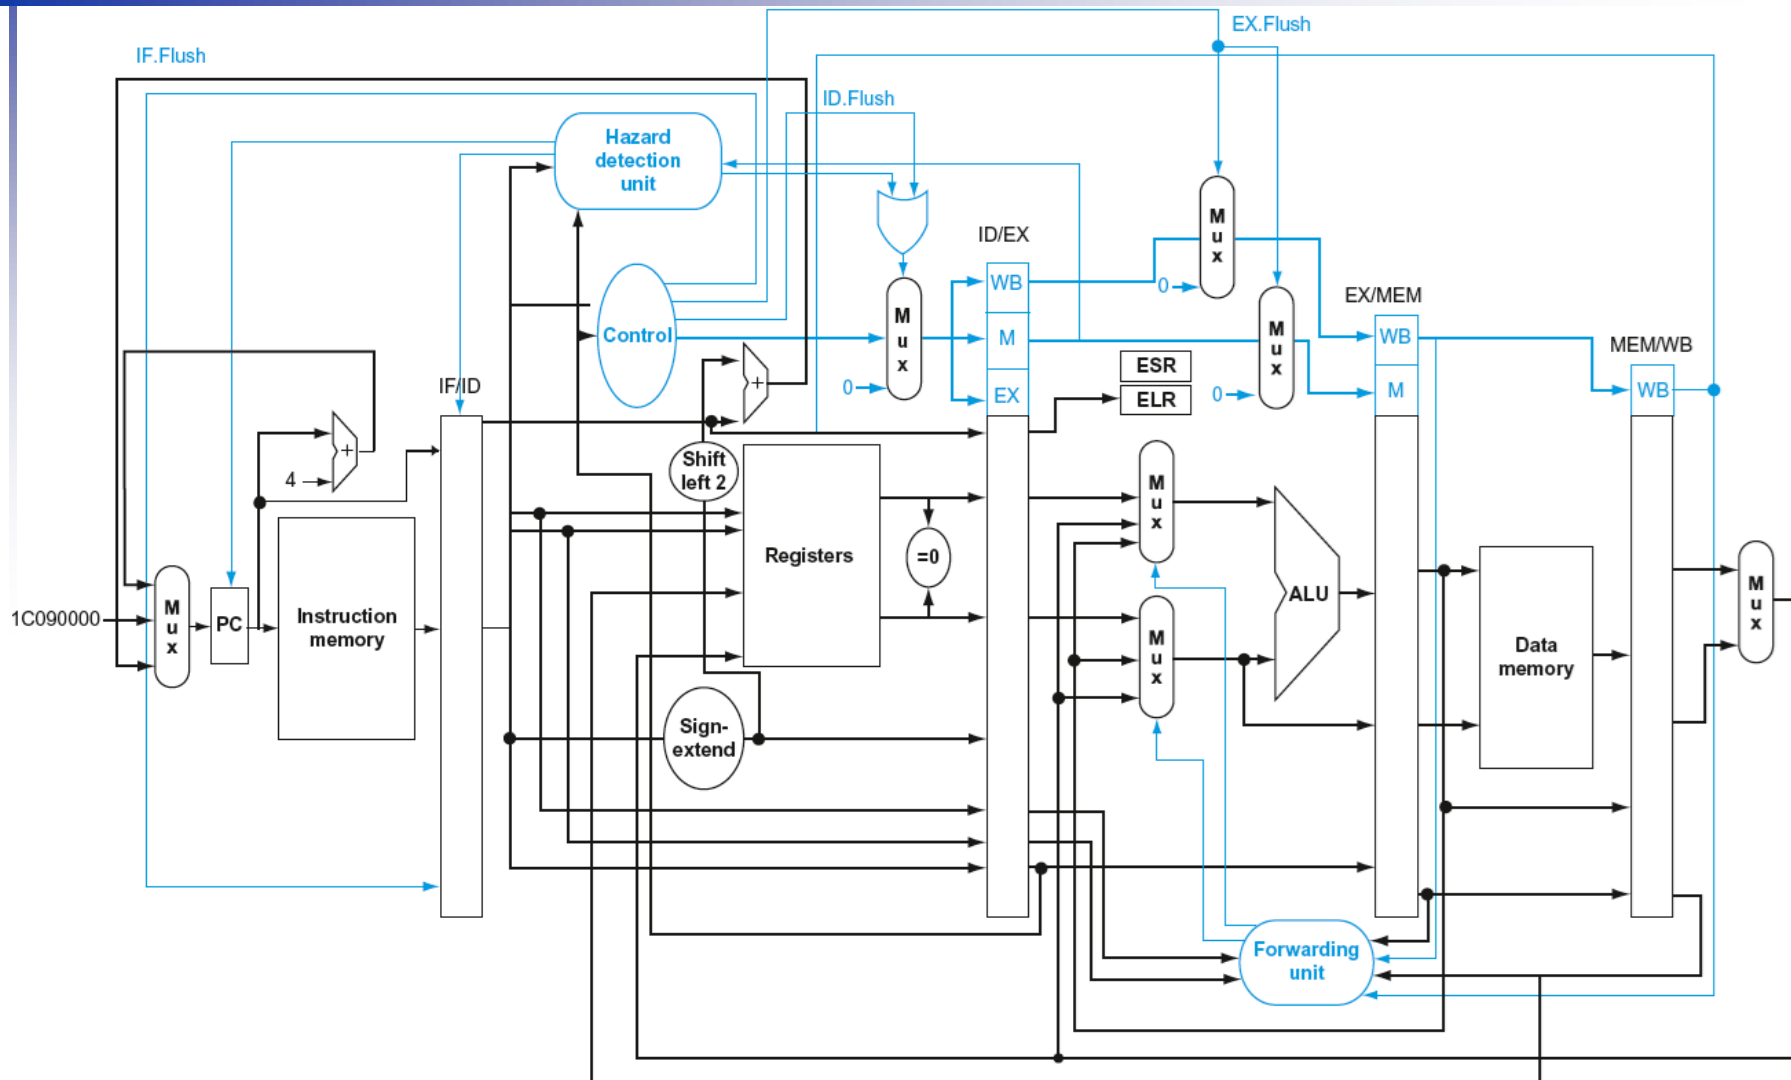 IF.Flush
EX.Flush
ID.Flush
Hazard
detection
unit
Control
IF/ID
4
+
1C090000
M
u
x
PC
Instruction
memory
Shift
left 2
+
Registers
=0
Sign-
extend
0
M
u
x
ID/EX
WB
M
EX
M
u
x
0
M
u
x
0
ESR
ELR
M
u
x
M
u
x
ALU
Forwarding
unit
EX/MEM
WB
M
Data
memory
MEM/WB
WB
M
u
x